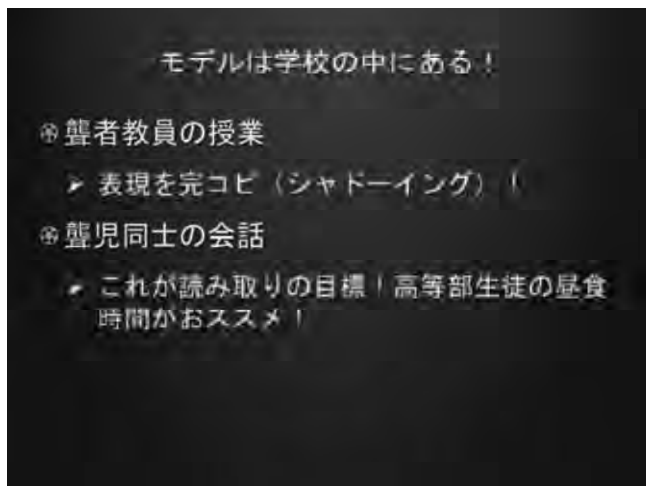 モデルは学校の中にある!
聾者教員の授業
表現を完コピ(シャドーイング)!
聾児同士の会話
これが読み取りの目標!高等部生徒の昼食
時間がおススメ!